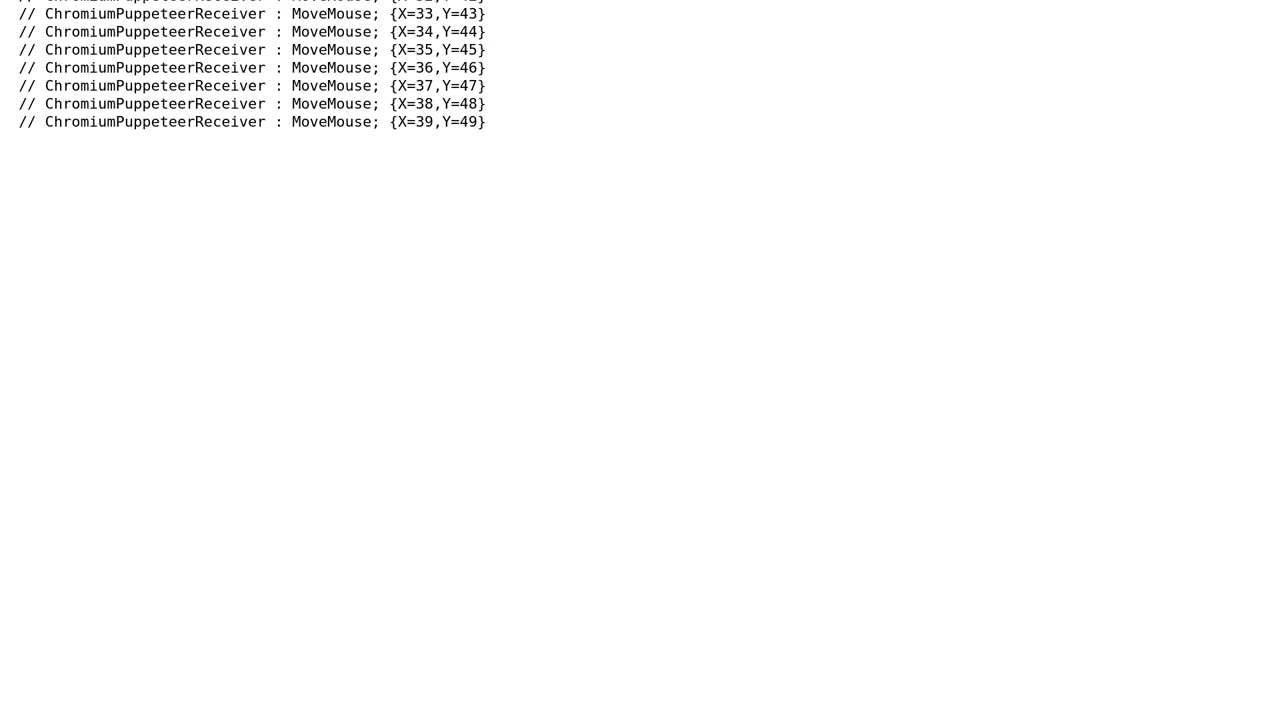 // ChromiumPuppeteerReceiver : MoveMouse; {X=33,Y=43}
// ChromiumPuppeteerReceiver : MoveMouse; {X=34,Y=44}
// ChromiumPuppeteerReceiver : MoveMouse; {X=35,Y=45}
// ChromiumPuppeteerReceiver : MoveMouse; {X=36,Y=46}
// ChromiumPuppeteerReceiver : MoveMouse; {X=37,Y=47}
// ChromiumPuppeteerReceiver : MoveMouse; {X=38,Y=48}
// ChromiumPuppeteerReceiver : MoveMouse; {X=39,Y=49}